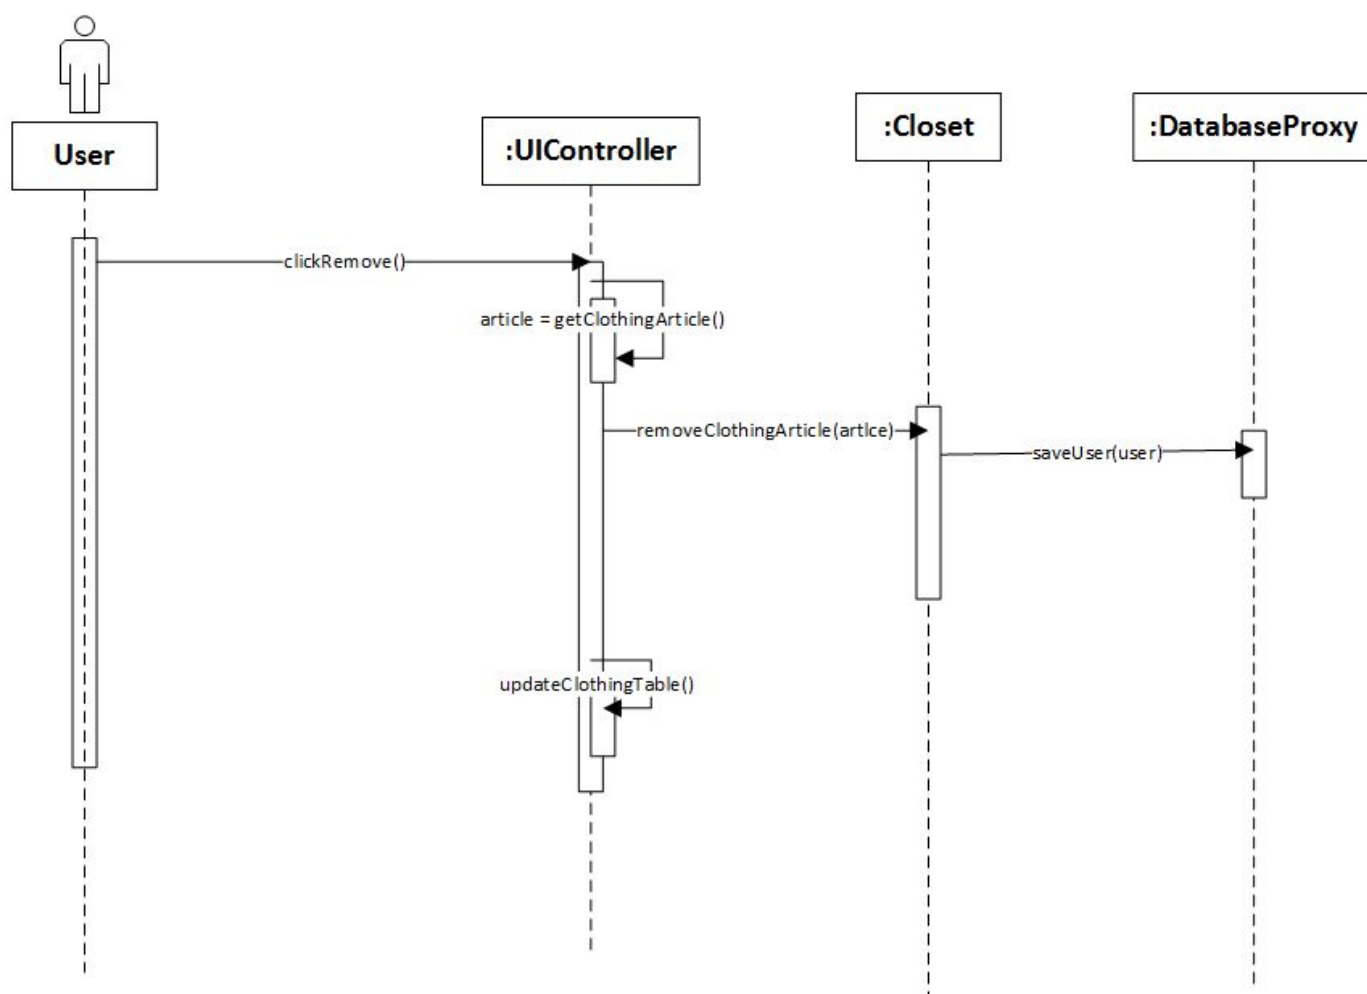 User
:UIController
:Closet
:DatabaseProxy
clickRemove()
article = getClothingArticle()
removeClothingArticle(artlce)
saveUser(user)
updateClothingTable()